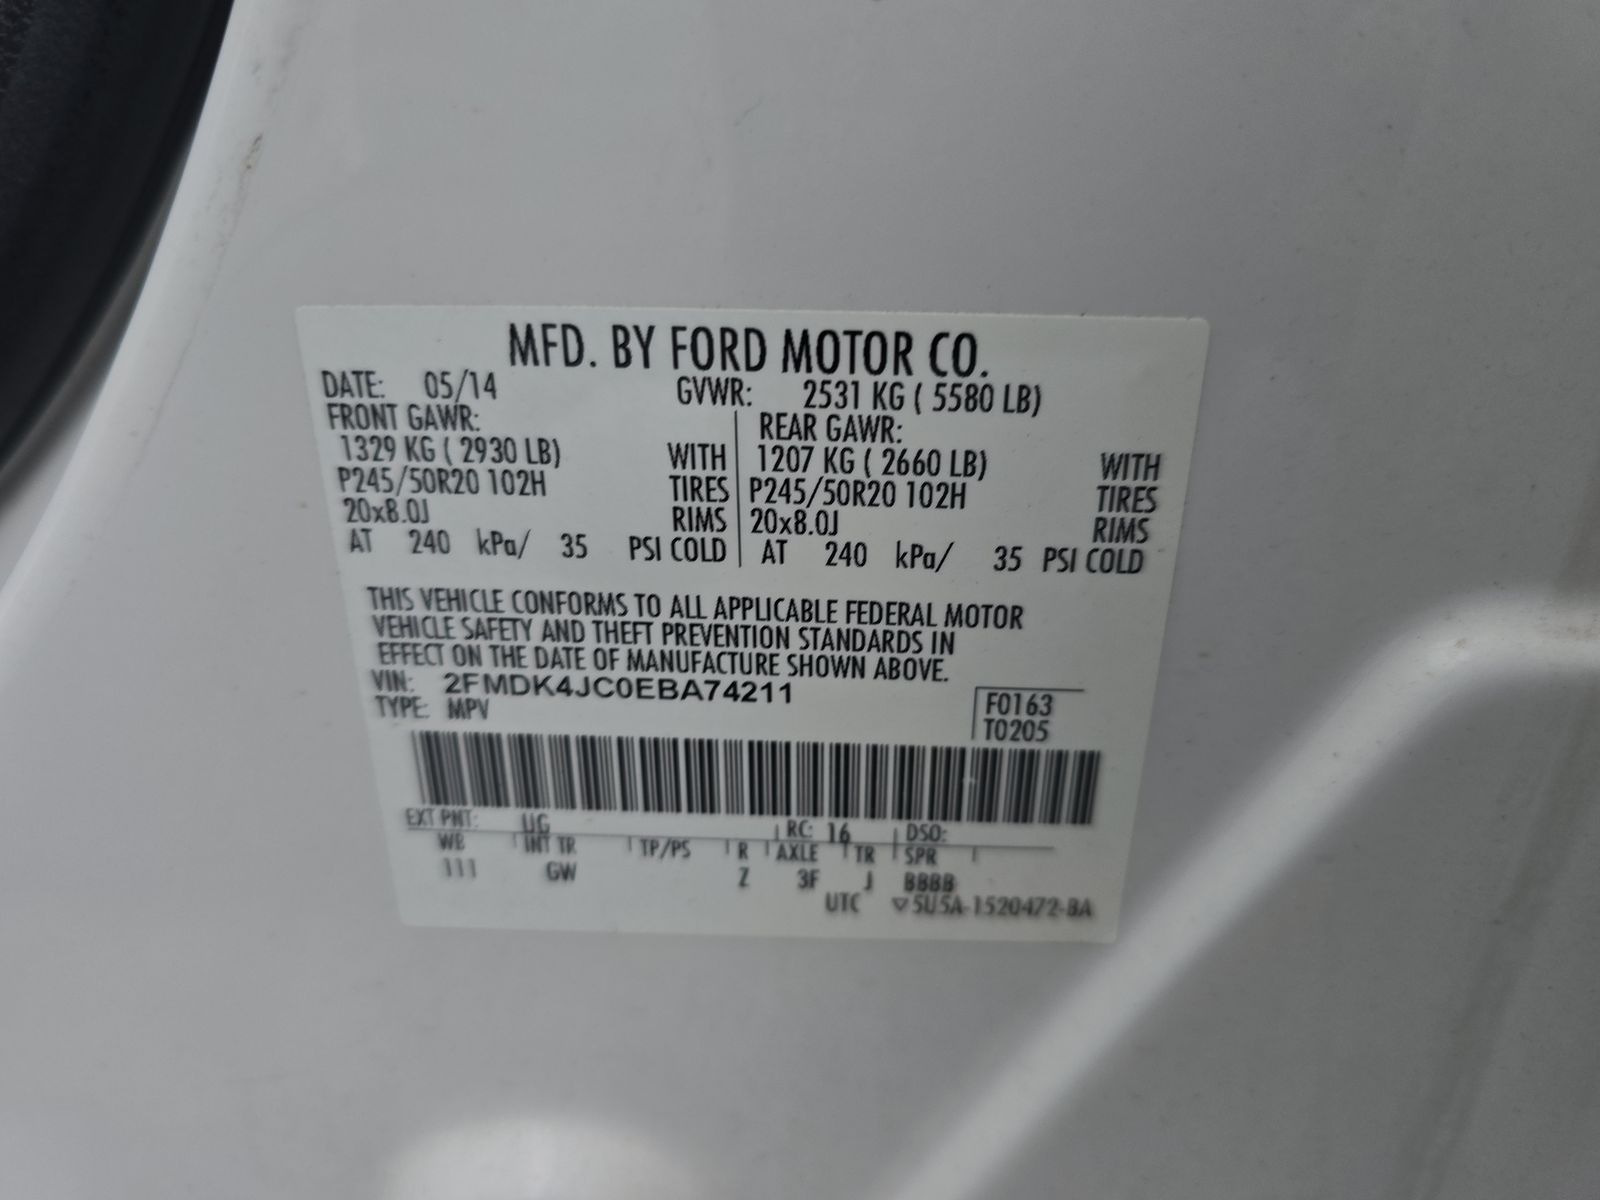 MFD. BY FORD MOTOR CO.
DATE: 05/14 GVWR: 2531 KG ( 5580 LB)
FRONT GAWR: REAR GAWR:
1329 KG ( 2930 LB) WITH 1207 KG ( 2660 LB) WITH
P245/50R20 102H TIRES P245/50R20 102H TIRES
20x8.0J RIMS 20x8.0J RIMS
AT 240 kPa/ 35 PSI COLD AT 240 kPa/ 35 PSI COLD
THIS VEHICLE CONFORMS TO ALL APPLICABLE FEDERAL MOTOR
VEHICLE SAFETY AND THEFT PREVENTION STANDARDS IN
EFFECT ON THE DATE OF MANUFACTURE SHOWN ABOVE.
VIN: 2FMDK4JC0EBA74211
TYPE: MPV F0163
T0205
EXT PNT: UG RC: 16 DSO:
WB INT TR TP/PS R AXLE TR SPR
111 GW Z 3F J BBBB
UTC ▽5U5A-1520472-BA